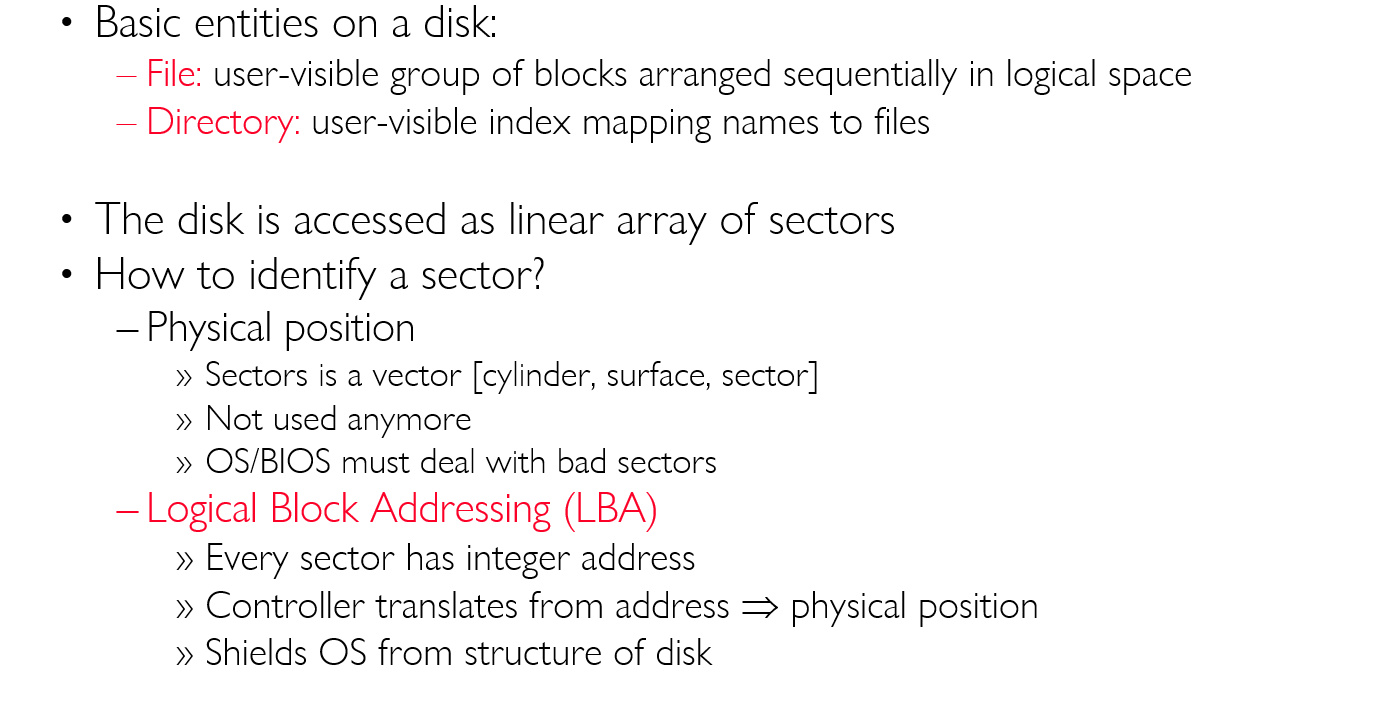 • Basic entities on a disk:
– File: user-visible group of blocks arranged sequentially in logical space
– Directory: user-visible index mapping names to files
• The disk is accessed as linear array of sectors
• How to identify a sector?
– Physical position
» Sectors is a vector [cylinder, surface, sector]
» Not used anymore
» OS/BIOS must deal with bad sectors
– Logical Block Addressing (LBA)
» Every sector has integer address
» Controller translates from address ⇒ physical position
» Shields OS from structure of disk